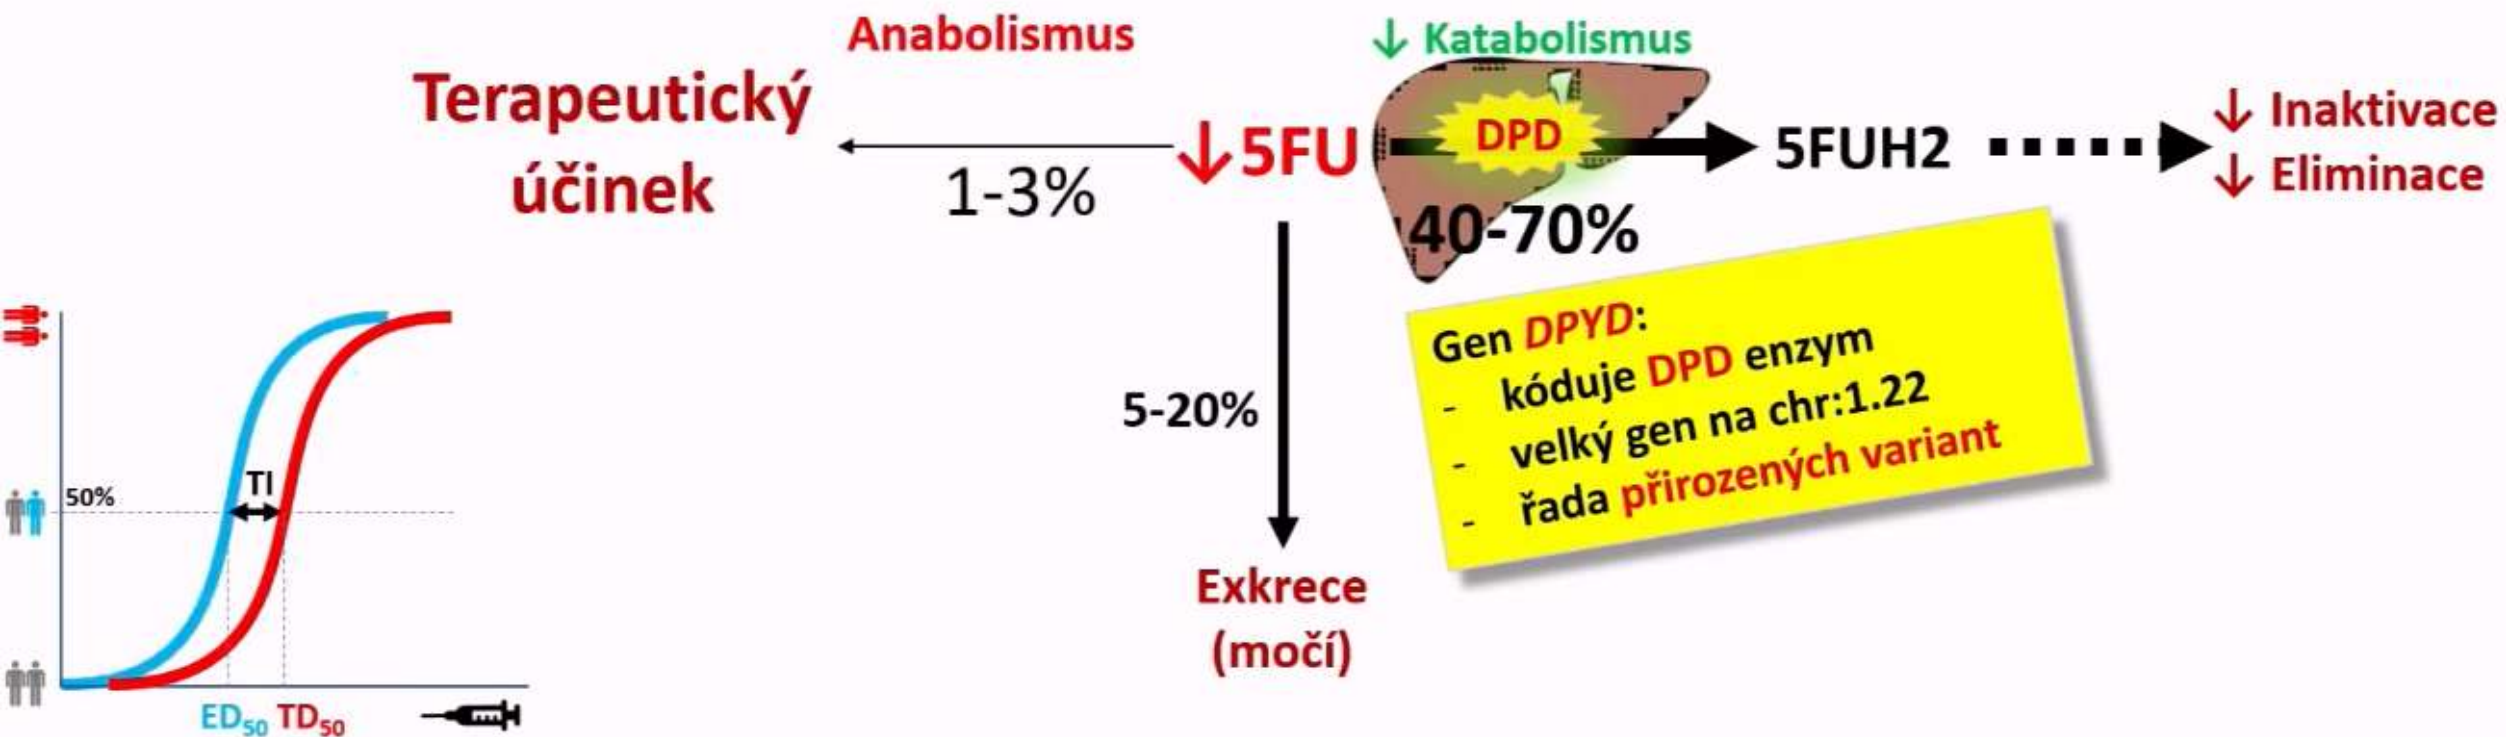 Anabolismus
↓ Katabolismus
Terapeutický
účinek
1-3%
↓5FU
DPD
40-70%
5FUH2
↓ Inaktivace
↓ Eliminace
5-20%
Exkrece
(močí)
Gen DPYD:
- kóduje DPD enzym
- velký gen na chr:1.22
- řada přirozených variant
TI
50%
ED50 TD50